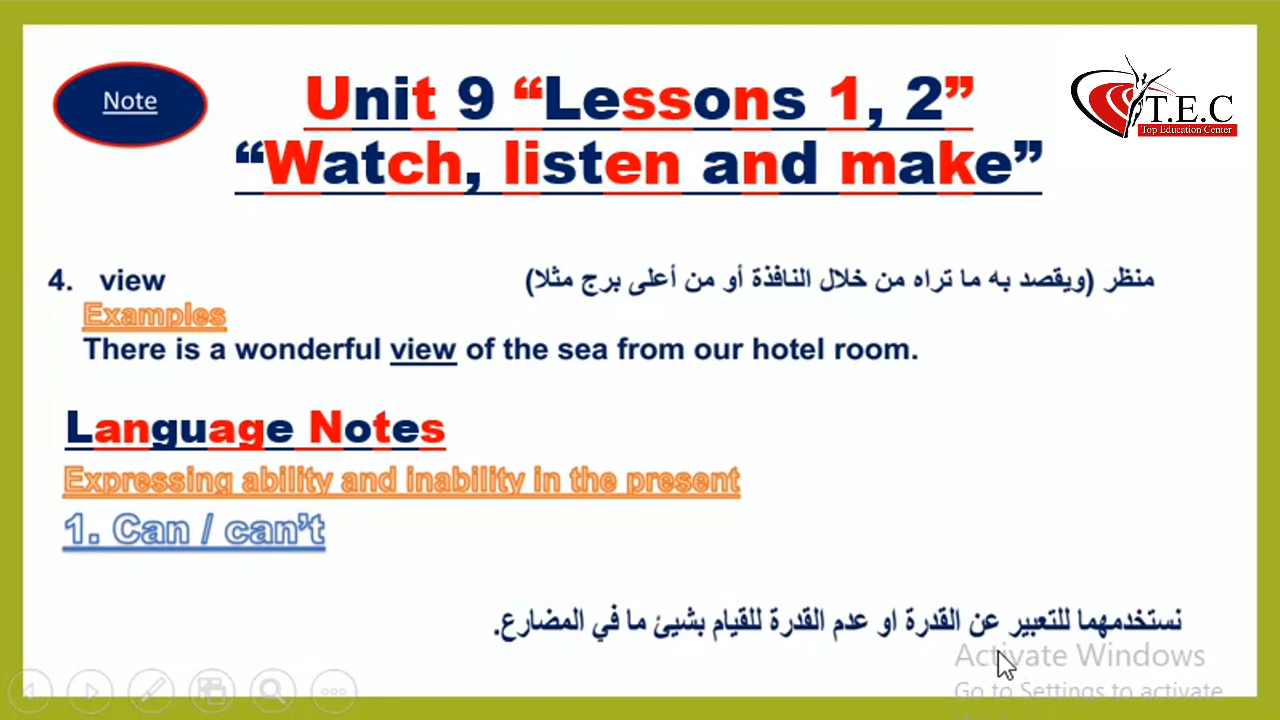 Note
Unit 9 “Lessons 1, 2”
“Watch, listen and make”
T.E.C
Top Education Center
4. view
منظر (ويقصد به ما تراه من خلال النافذة أو من أعلى برج مثلا)
Examples
There is a wonderful view of the sea from our hotel room.
Language Notes
Expressing ability and inability in the present
1. Can / can’t
نستخدمهما للتعبير عن القدرة او عدم القدرة للقيام بشيئ ما في المضارع.
Activate Windows
Go to Settings to activate